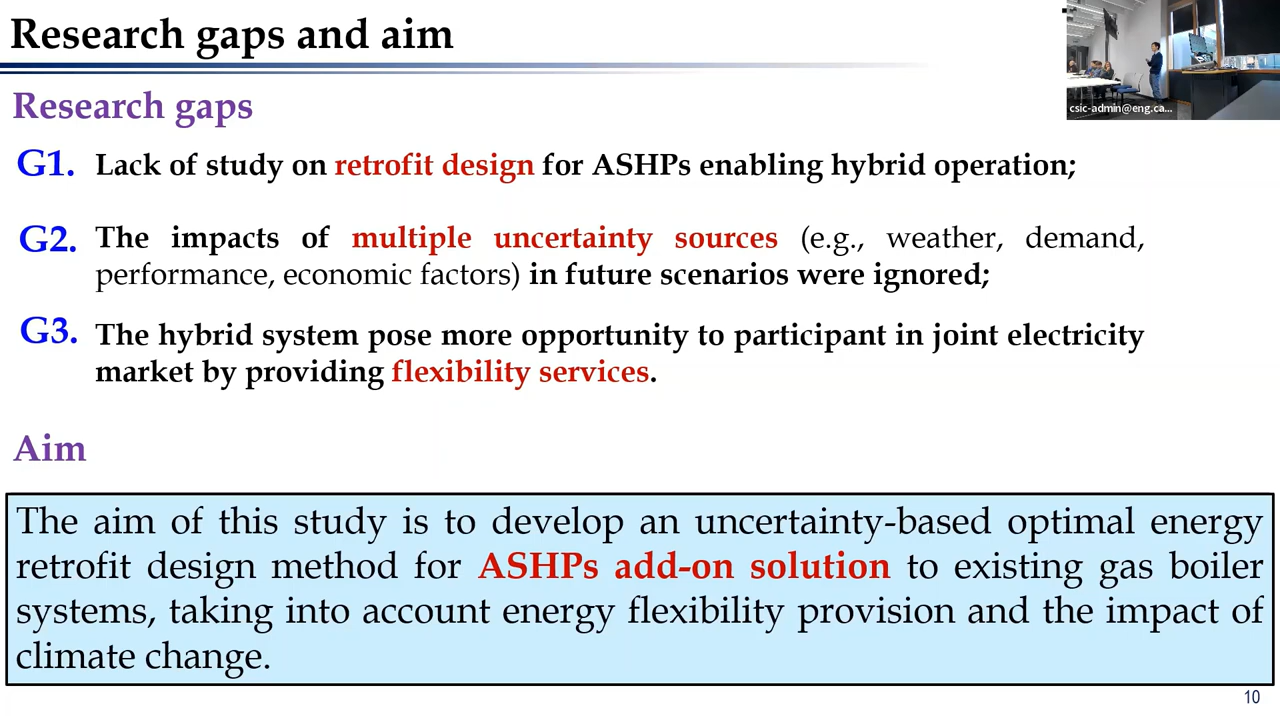 Research gaps and aim
csic-admin@eng.ca...
Research gaps
G1. Lack of study on retrofit design for ASHPs enabling hybrid operation;
G2. The impacts of multiple uncertainty sources (e.g., weather, demand,
performance, economic factors) in future scenarios were ignored;
G3. The hybrid system pose more opportunity to participant in joint electricity
market by providing flexibility services.
Aim
The aim of this study is to develop an uncertainty-based optimal energy
retrofit design method for ASHPs add-on solution to existing gas boiler
systems, taking into account energy flexibility provision and the impact of
climate change.
10